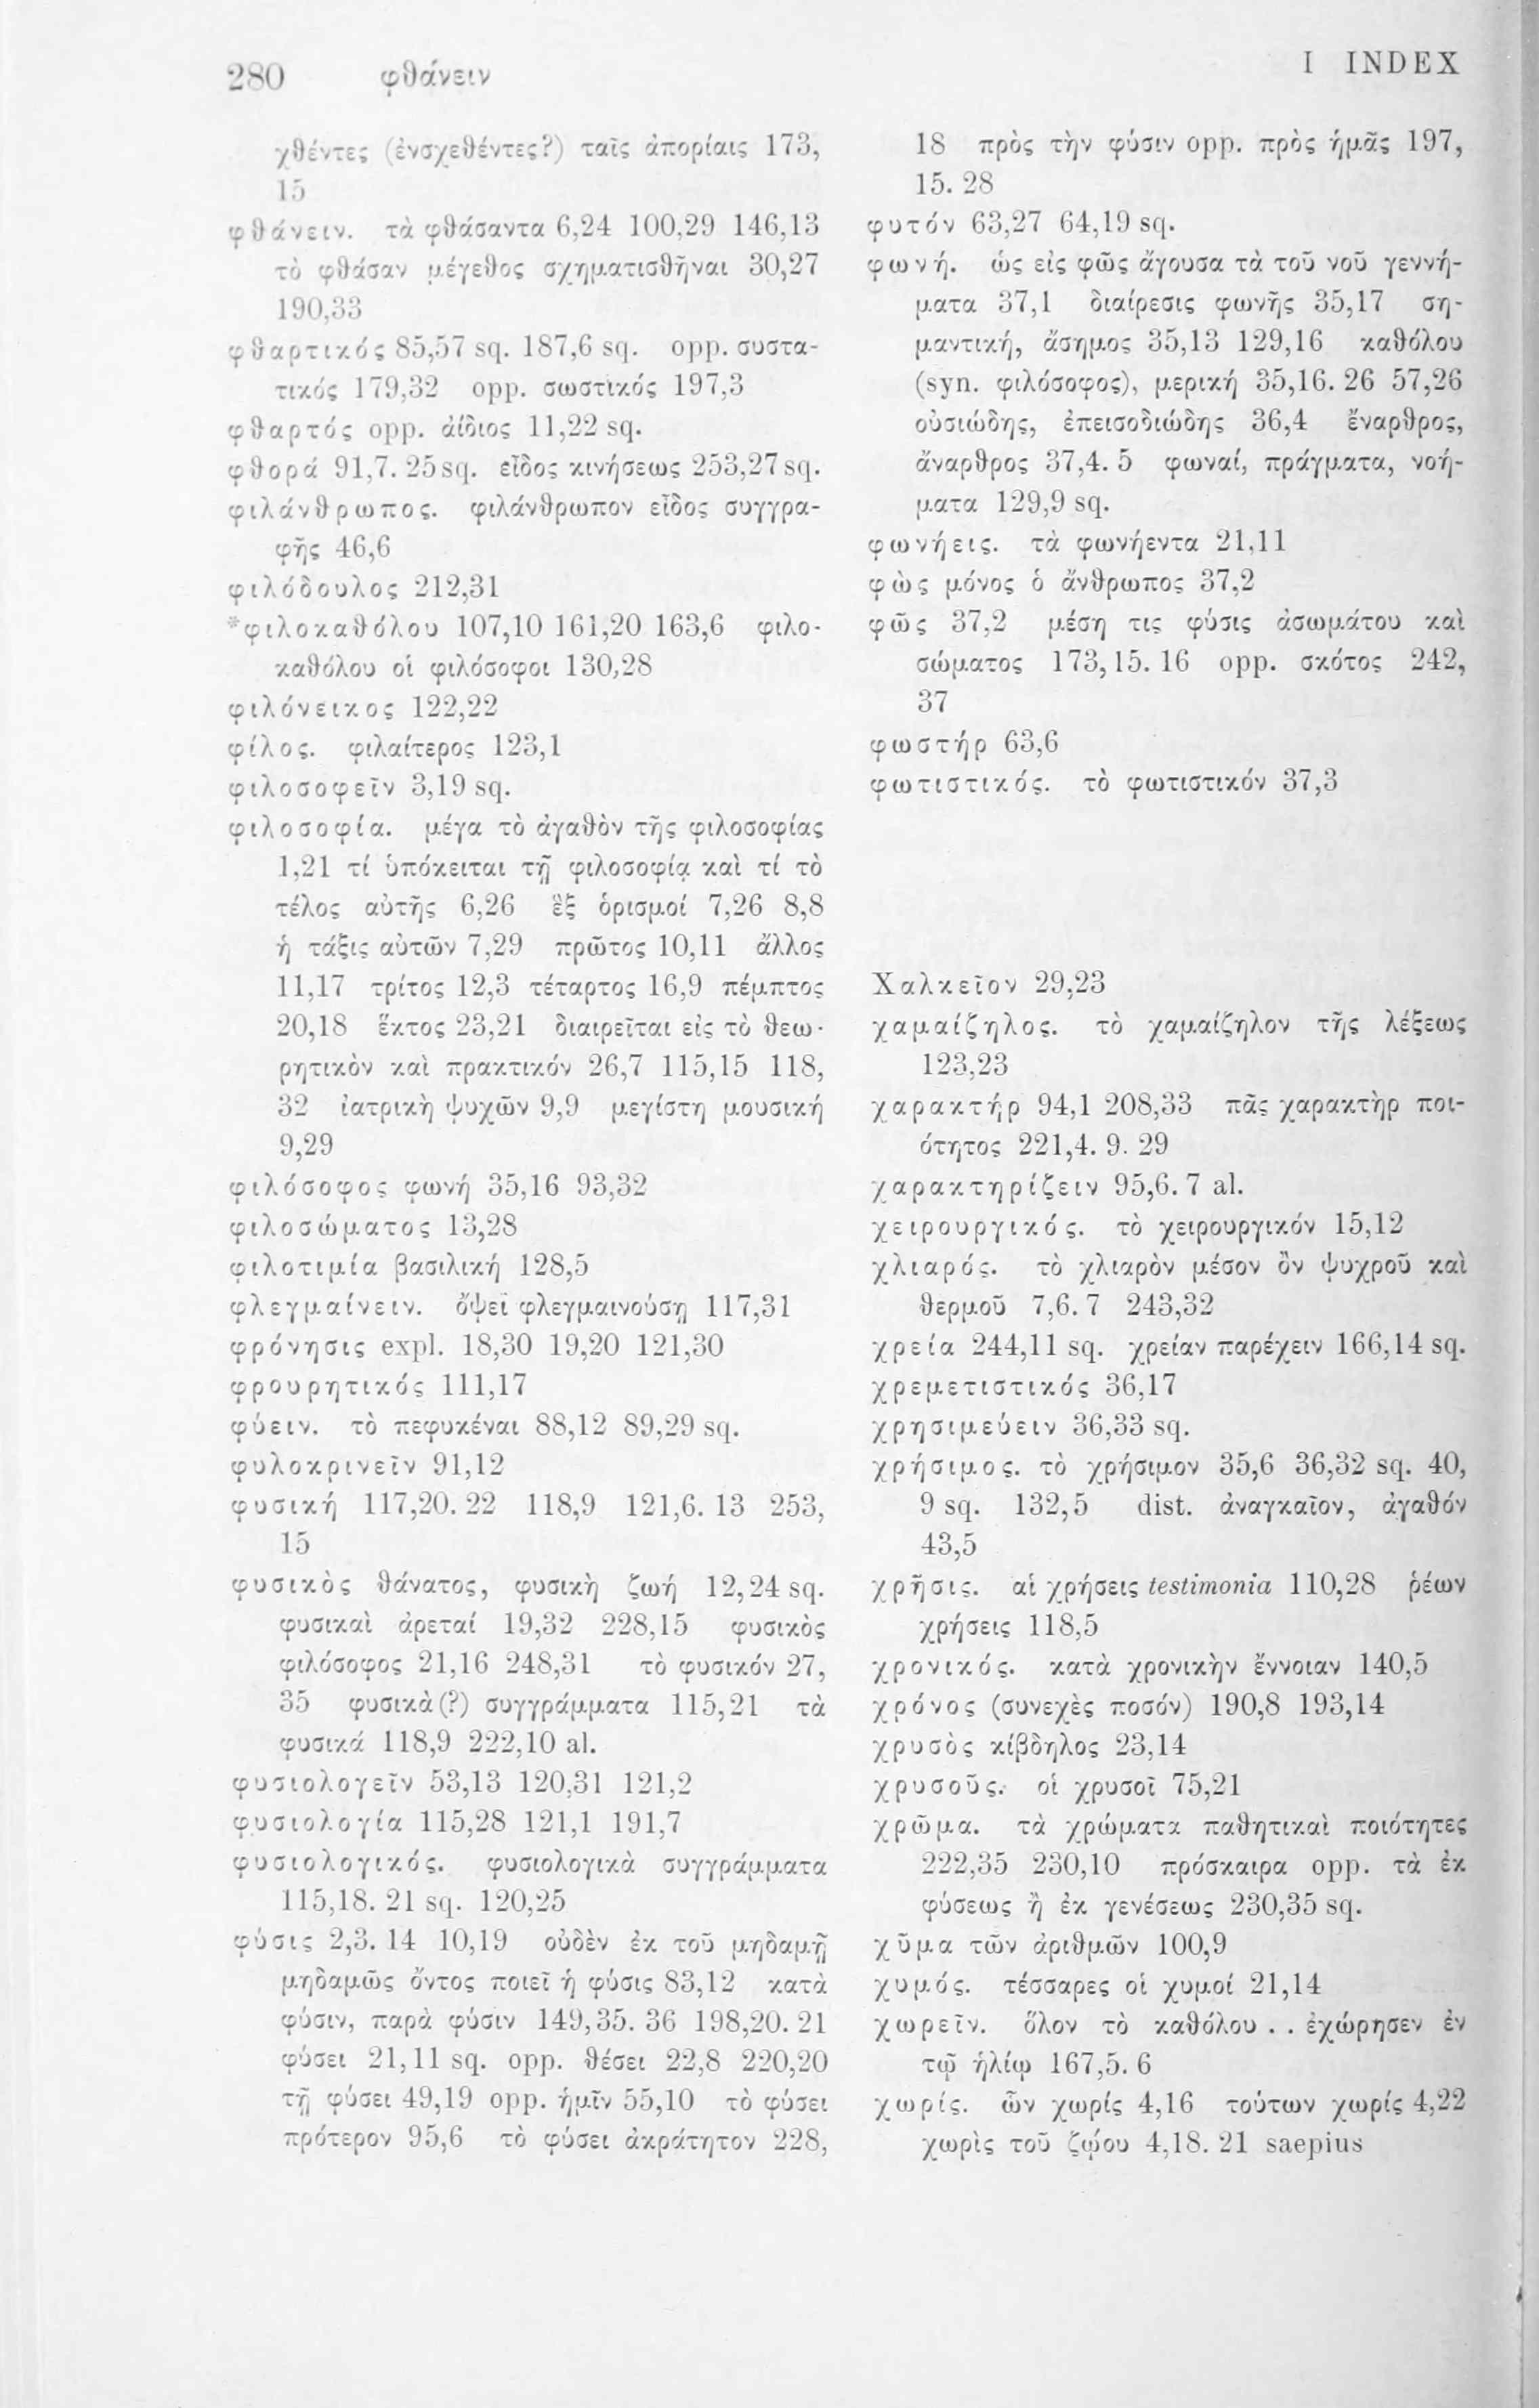 280 φθάνειν
I INDEX
χθέντες (ἐνσχεθέντες?) ταῖς ἀπορίαις 173,
15
φθάνειν. τὰ φθάσαντα 6,24 100,29 146,13
τὸ φθάσαν μέγεθος σχηματισθῆναι 30,27
190,33
φθαρτικός 85,57 sq. 187,6 sq. opp. συστα-
τικός 179,32 opp. σωστικός 197,3
φθαρτός opp. ἀίδιος 11,22 sq.
φθορά 91,7. 25 sq. εἶδος κινήσεως 253,27 sq.
φιλάνθρωπος. φιλάνθρωπον εἶδος συγγρα-
φῆς 46,6
φιλόδουλος 212,31
*φιλοκαθόλου 107,10 161,20 163,6 φιλο-
καθόλου οἱ φιλόσοφοι 130,28
φιλόνεικος 122,22
φίλος. φιλαίτερος 123,1
φιλοσοφεῖν 3,19 sq.
φιλοσοφία. μέγα τὸ ἀγαθὸν τῆς φιλοσοφίας
1,21 τί ὑπόκειται τῇ φιλοσοφίᾳ καὶ τί τὸ
τέλος αὐτῆς 6,26 ἓξ ὁρισμοί 7,26 8,8
ἡ τάξις αὐτῶν 7,29 πρῶτος 10,11 ἄλλος
11,17 τρίτος 12,3 τέταρτος 16,9 πέμπτος
20,18 ἕκτος 23,21 διαιρεῖται εἰς τὸ θεω-
ρητικὸν καὶ πρακτικόν 26,7 115,15 118,
32 ἰατρικὴ ψυχῶν 9,9 μεγίστη μουσική
9,29
φιλόσοφος φωνή 35,16 93,32
φιλοσώματος 13,28
φιλοτιμία βασιλική 128,5
φλεγμαίνειν. ὄψει φλεγμαινούσῃ 117,31
φρόνησις expl. 18,30 19,20 121,30
φρουρητικός 111,17
φύειν. τὸ πεφυκέναι 88,12 89,29 sq.
φυλοκρινεῖν 91,12
φυσική 117,20. 22 118,9 121,6. 13 253,
15
φυσικὸς θάνατος, φυσικὴ ζωή 12,24 sq.
φυσικαὶ ἀρεταί 19,32 228,15 φυσικὸς
φιλόσοφος 21,16 248,31 τὸ φυσικόν 27,
35 φυσικὰ (?) συγγράμματα 115,21 τὰ
φυσικά 118,9 222,10 al.
φυσιολογεῖν 53,13 120,31 121,2
φυσιολογία 115,28 121,1 191,7
φυσιολογικός. φυσιολογικὰ συγγράμματα
115,18. 21 sq. 120,25
φύσις 2,3. 14 10,19 οὐδὲν ἐκ τοῦ μηδαμῇ
μηδαμῶς ὄντος ποιεῖ ἡ φύσις 83,12 κατὰ
φύσιν, παρὰ φύσιν 149,35. 36 198,20. 21
φύσει 21,11 sq. opp. θέσει 22,8 220,20
τῇ φύσει 49,19 opp. ἡμῖν 55,10 τὸ φύσει
πρότερον 95,6 τὸ φύσει ἀκράτητον 228,
18 πρὸς τὴν φύσιν opp. πρὸς ἡμᾶς 197,
15. 28
φυτόν 63,27 64,19 sq.
φωνή. ὡς εἰς φῶς ἄγουσα τὰ τοῦ νοῦ γεννή-
ματα 37,1 διαίρεσις φωνῆς 35,17 ση-
μαντική, ἄσημος 35,13 129,16 καθόλου
(syn. φιλόσοφος), μερική 35,16. 26 57,26
οὐσιώδης, ἐπεισοδιώδης 36,4 ἔναρθρος,
ἄναρθρος 37,4. 5 φωναί, πράγματα, νοή-
ματα 129,9 sq.
φωνήεις. τὰ φωνήεντα 21,11
φὼς μόνος ὁ ἄνθρωπος 37,2
φῶς 37,2 μέση τις φύσις ἀσωμάτου καὶ
σώματος 173,15. 16 opp. σκότος 242,
37
φωστήρ 63,6
φωτιστικός. τὸ φωτιστικόν 37,3
Χαλκεῖον 29,23
χαμαίζηλος. τὸ χαμαίζηλον τῆς λέξεως
123,23
χαρακτήρ 94,1 208,33 πᾶς χαρακτὴρ ποι-
ότητος 221,4. 9. 29
χαρακτηρίζειν 95,6. 7 al.
χειρουργικός. τὸ χειρουργικόν 15,12
χλιαρός. τὸ χλιαρὸν μέσον ὂν ψυχροῦ καὶ
θερμοῦ 7,6. 7 243,32
χρεία 244,11 sq. χρείαν παρέχειν 166,14 sq.
χρεμετιστικός 36,17
χρησιμεύειν 36,33 sq.
χρήσιμος. τὸ χρήσιμον 35,6 36,32 sq. 40,
9 sq. 132,5 dist. ἀναγκαῖον, ἀγαθόν
43,5
χρῆσις. αἱ χρήσεις testimonia 110,28 ῥέων
χρήσεις 118,5
χρονικός. κατὰ χρονικὴν ἔννοιαν 140,5
χρόνος (συνεχὲς ποσόν) 190,8 193,14
χρυσὸς κίβδηλος 23,14
χρυσοῦς. οἱ χρυσοῖ 75,21
χρῶμα. τὰ χρώματα παθητικαὶ ποιότητες
222,35 230,10 πρόσκαιρα opp. τὰ ἐκ
φύσεως ἢ ἐκ γενέσεως 230,35 sq.
χῦμα τῶν ἀριθμῶν 100,9
χυμός. τέσσαρες οἱ χυμοί 21,14
χωρεῖν. ὅλον τὸ καθόλου . . ἐχώρησεν ἐν
τῷ ἡλίῳ 167,5. 6
χωρίς. ὧν χωρίς 4,16 τούτων χωρίς 4,22
χωρὶς τοῦ ζῴου 4,18. 21 saepius